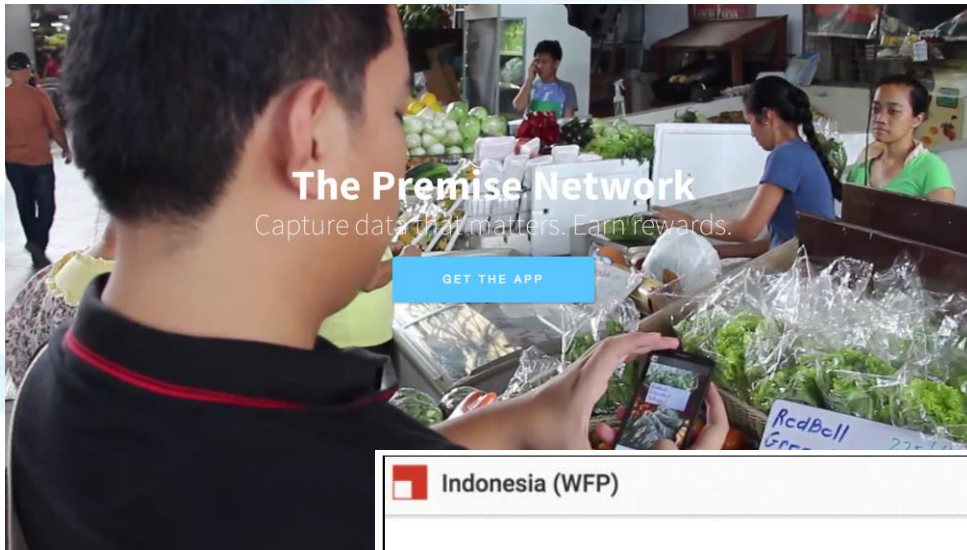 The Premise Network
Capture data that matters. Earn rewards.
GET THE APP
RedBell
Indonesia (WFP)